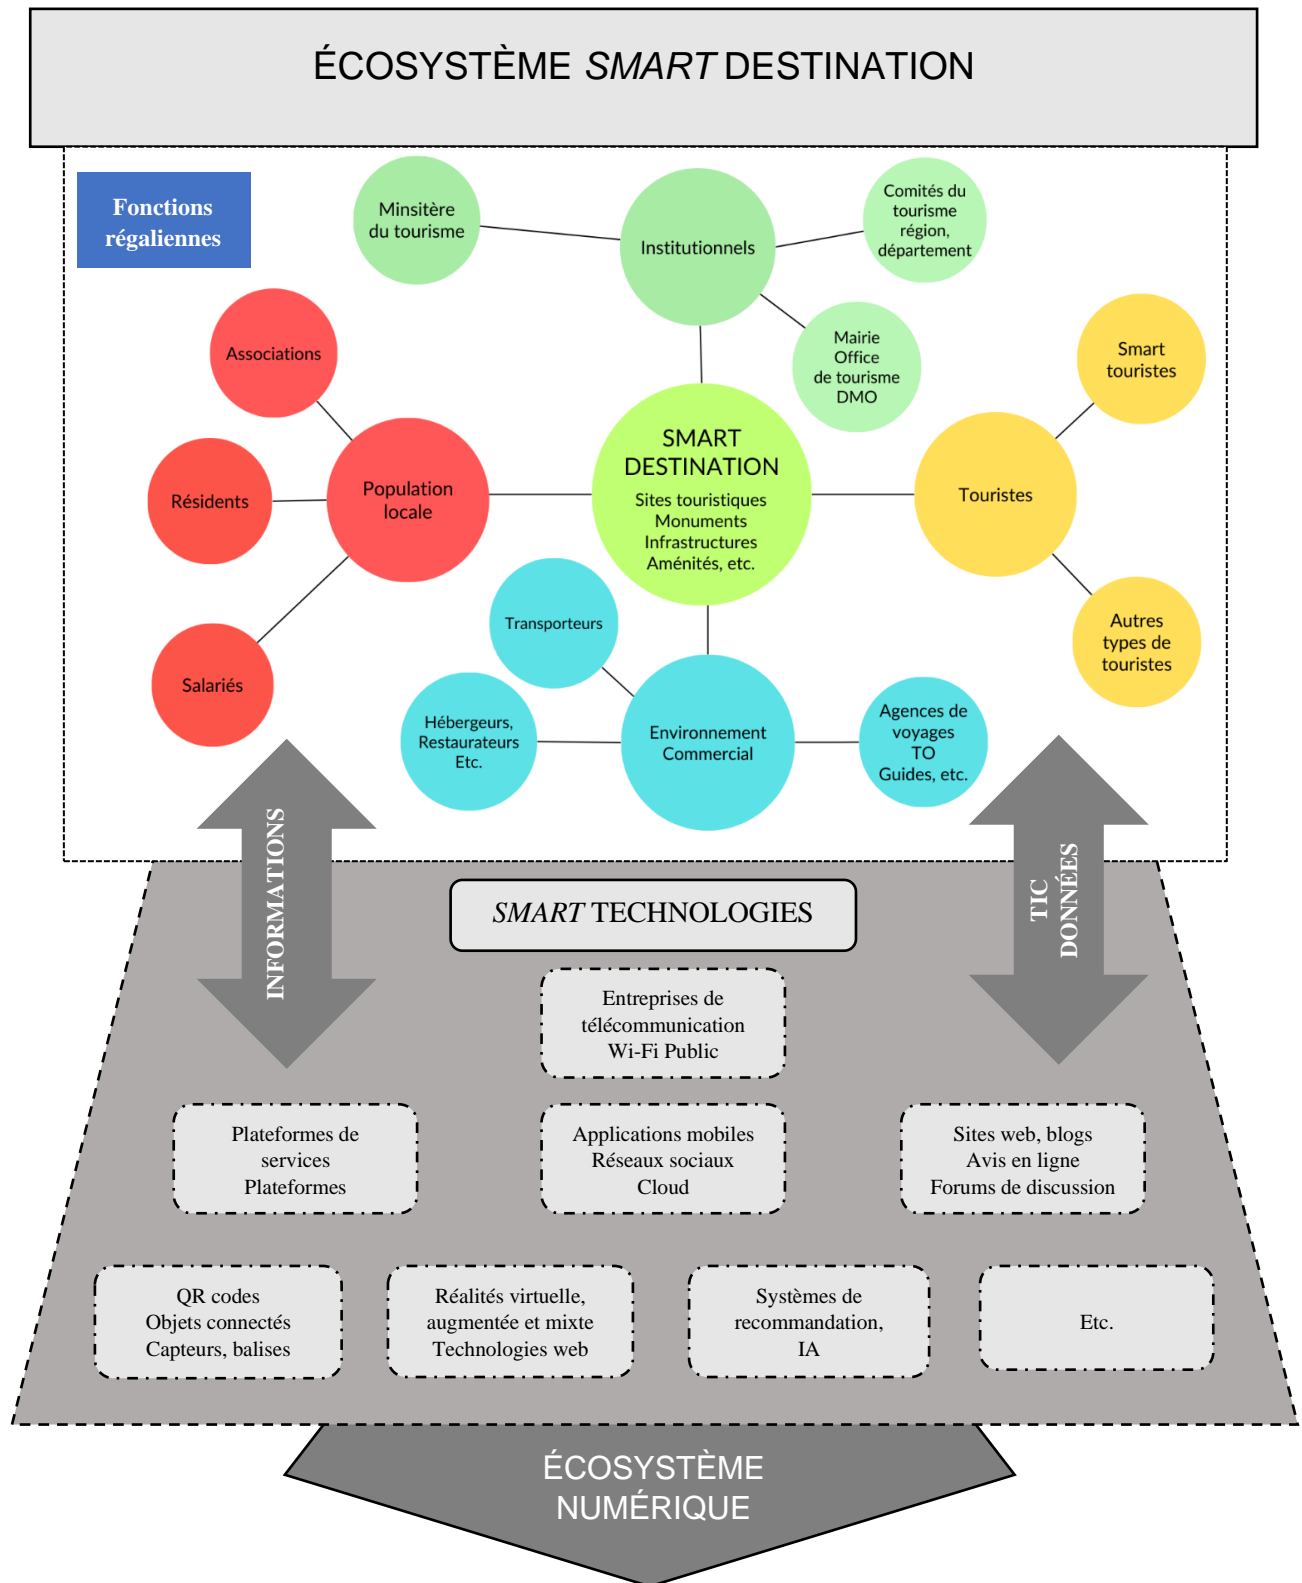 ÉCOSYSTÈME SMART DESTINATION
Fonctions
régaliennes
Minsitère
du tourisme
Institutionnels
Comités du
tourisme
région,
département
Mairie
Office
de tourisme
DMO
Associations
Résidents
Salariés
Population
locale
SMART
DESTINATION
Sites touristiques
Monuments
Infrastructures
Aménités, etc.
Touristes
Smart
touristes
Autres
types de
touristes
Transporteurs
Hébergeurs,
Restaurateurs
Etc.
Environnement
Commercial
Agences de
voyages
TO
Guides, etc.
INFORMATIONS
TIC
DONNÉES
SMART TECHNOLOGIES
Entreprises de
télécommunication
Wi-Fi Public
Plateformes de
services
Plateformes
Applications mobiles
Réseaux sociaux
Cloud
Sites web, blogs
Avis en ligne
Forums de discussion
QR codes
Objets connectés
Capteurs, balises
Réalités virtuelle,
augmentée et mixte
Technologies web
Systèmes de
recommandation,
IA
Etc.
ÉCOSYSTÈME
NUMÉRIQUE